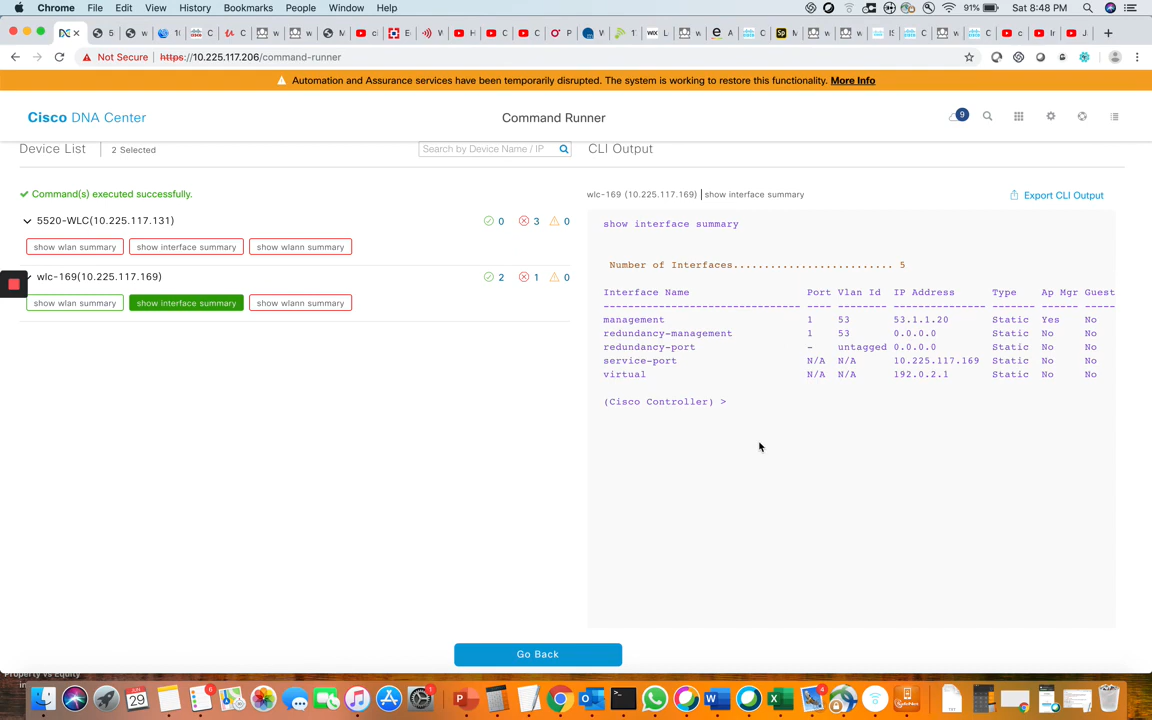 Chrome File Edit View History Bookmarks People Window Help 91% Sat 8:48 PM
Not Secure https://10.225.117.206/command-runner
Automation and Assurance services have been temporarily disrupted. The system is working to restore this functionality. More Info
Cisco DNA Center Command Runner 9
Device List 2 Selected Search by Device Name / IP CLI Output
Command(s) executed successfully. wlc-169 (10.225.117.169) show interface summary Export CLI Output
5520-WLC(10.225.117.131) 0 3 0
show wlan summary show interface summary show wlann summary
wlc-169(10.225.117.169) 2 1 0
show wlan summary show interface summary show wlann summary
show interface summary
Number of Interfaces.......................... 5
Interface Name Port Vlan Id IP Address Type Ap Mgr Guest
management 1 53 53.1.1.20 Static Yes No
redundancy-management 1 53 0.0.0.0 Static No No
redundancy-port - untagged 0.0.0.0 Static No No
service-port N/A N/A 10.225.117.169 Static No No
virtual N/A N/A 192.0.2.1 Static No No
(Cisco Controller) >
Go Back
Property vs Equity